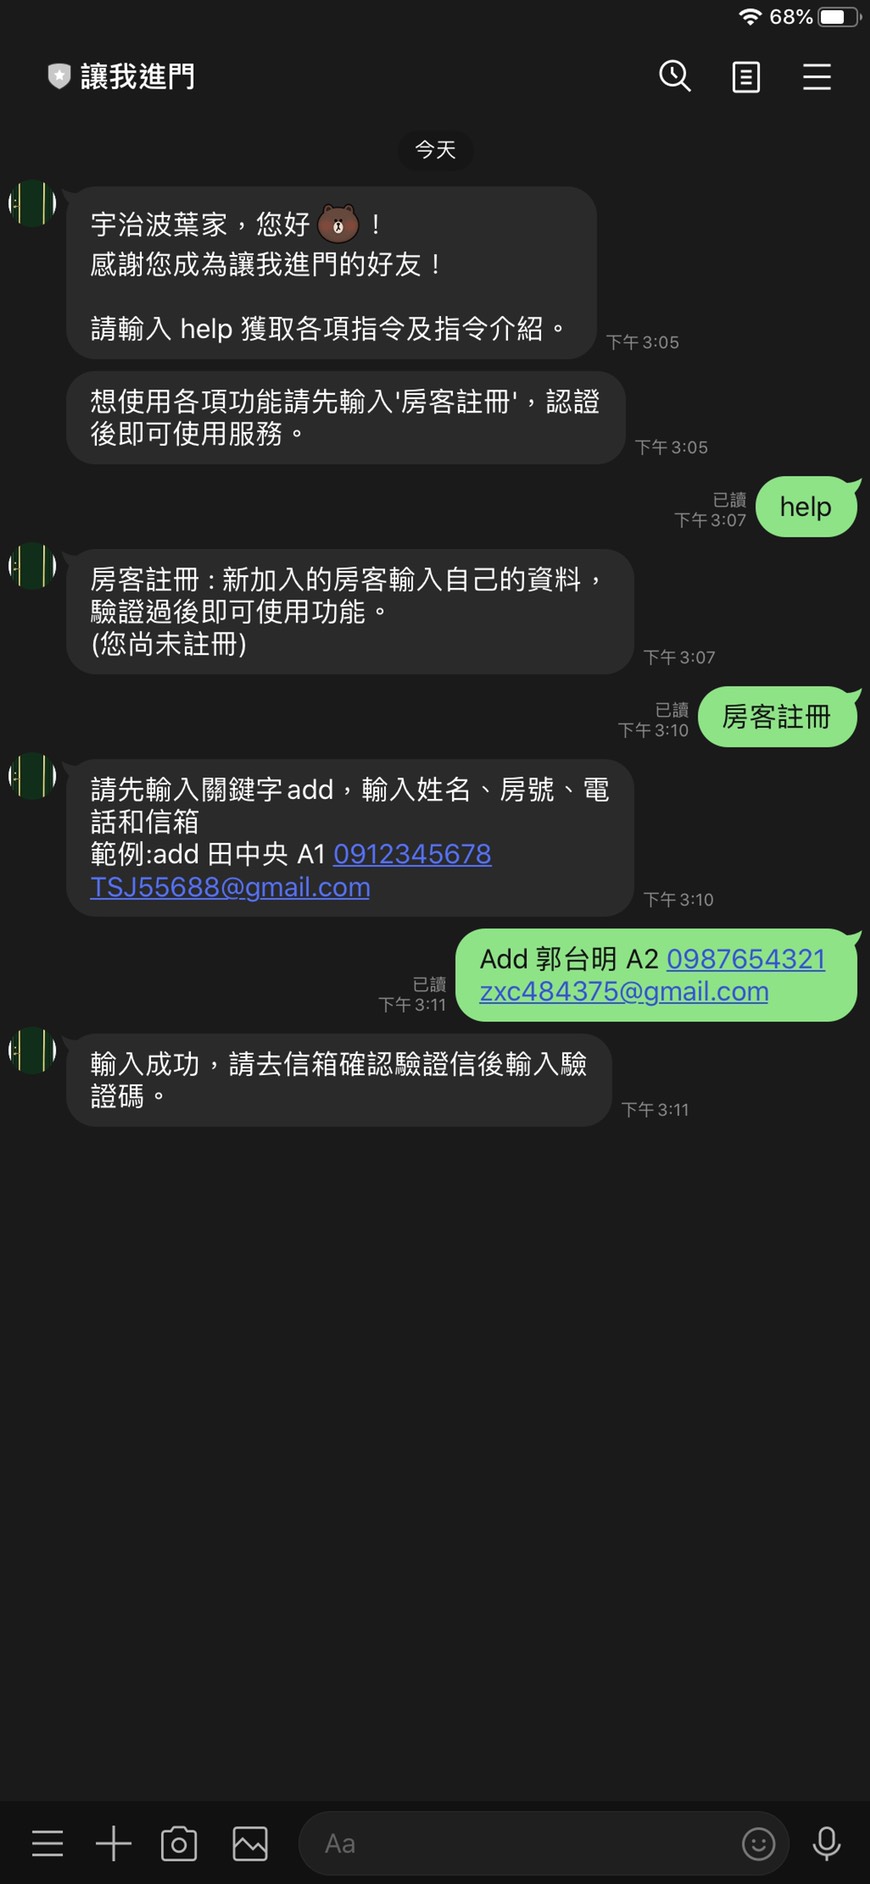 68%
讓我進門
今天
宇治波葉家，您好！
感謝您成為讓我進門的好友！
請輸入 help 獲取各項指令及指令介紹。
下午 3:05
想使用各項功能請先輸入'房客註冊'，認證
後即可使用服務。
下午 3:05
已讀
下午 3:07
help
房客註冊 : 新加入的房客輸入自己的資料，
驗證過後即可使用功能。
(您尚未註冊)
下午 3:07
已讀
下午 3:10
房客註冊
請先輸入關鍵字add，輸入姓名、房號、電
話和信箱
範例:add 田中央 A1 0912345678
TSJ55688@gmail.com
下午 3:10
已讀
下午 3:11
Add 郭台明 A2 0987654321
zxc484375@gmail.com
輸入成功，請去信箱確認驗證信後輸入驗
證碼。
下午 3:11
Aa